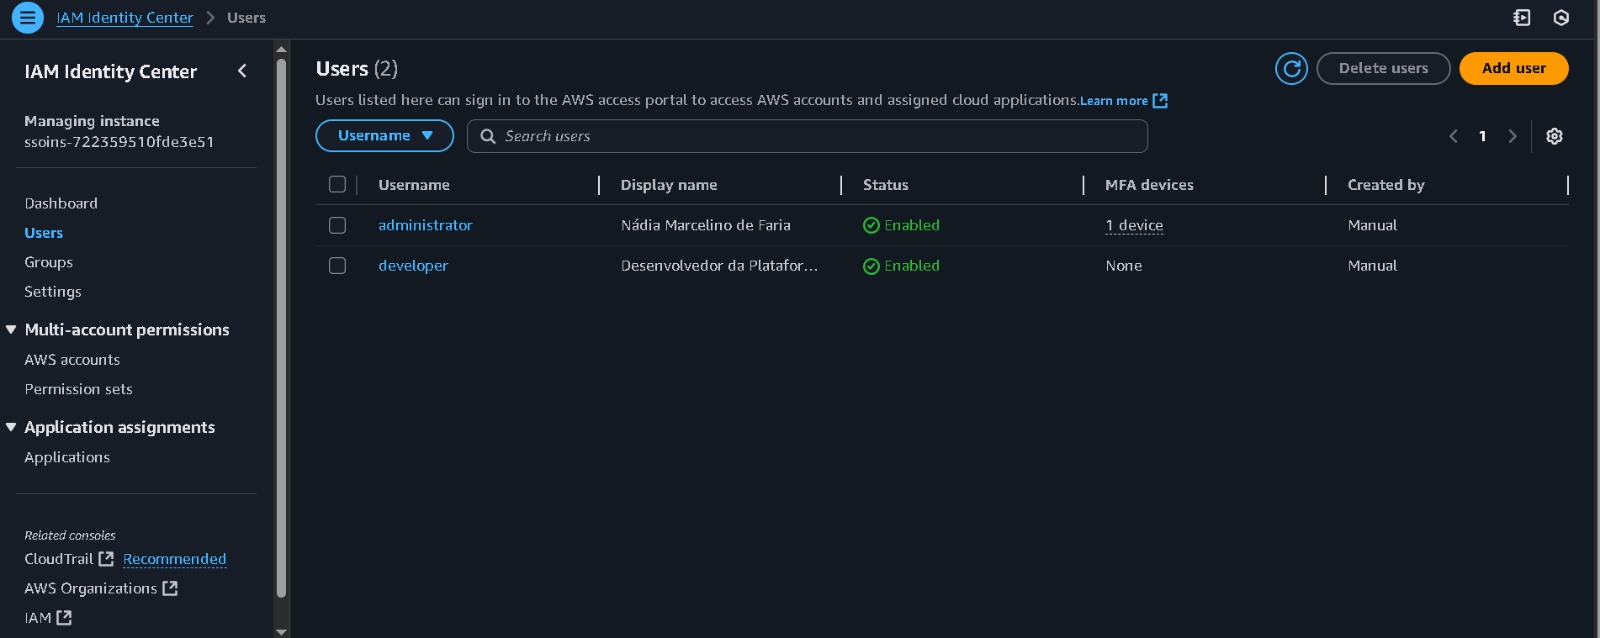 IAM Identity Center > Users
IAM Identity Center
Managing instance
ssoins-722359510fde3e51
Dashboard
Users
Groups
Settings
Multi-account permissions
AWS accounts
Permission sets
Application assignments
Applications
Related consoles
CloudTrail Recommended
AWS Organizations
IAM
Users (2)
Delete users
Add user
Users listed here can sign in to the AWS access portal to access AWS accounts and assigned cloud applications.Learn more
Username
Search users
1
Username Display name Status MFA devices Created by
administrator Nádia Marcelino de Faria Enabled 1 device Manual
developer Desenvolvedor da Platafor... Enabled None Manual